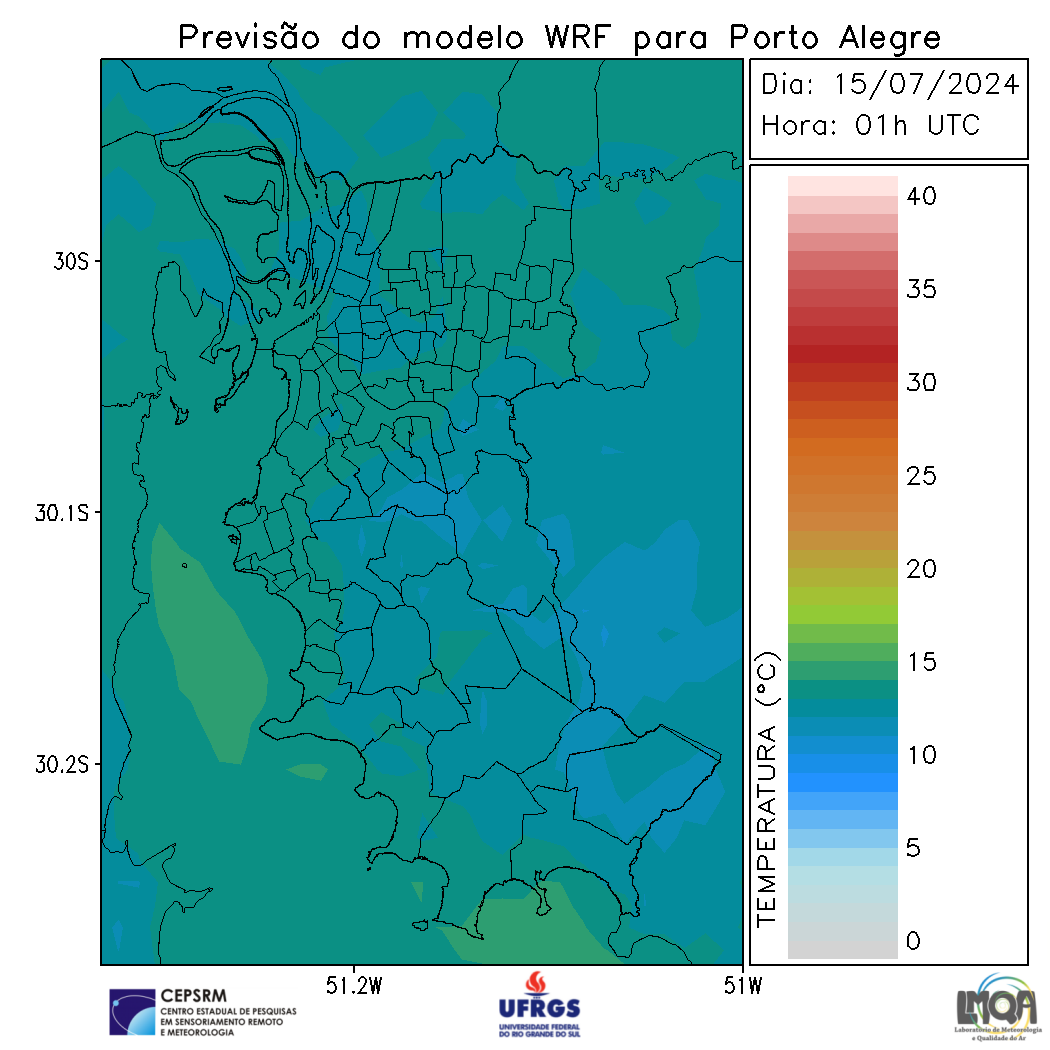 Previsão do modelo WRF para Porto Alegre
Dia: 15/07/2024
Hora: 01h UTC
30S
30.1S
30.2S
51.2W
51W
40
35
30
25
20
15
10
5
0
TEMPERATURA (°C)
CEPSRM
CENTRO ESTADUAL DE PESQUISAS
EM SENSORIAMENTO REMOTO
E METEOROLOGIA
UFRGS
UNIVERSIDADE FEDERAL
DO RIO GRANDE DO SUL
LMQA
Laboratório de Meteorologia
e Qualidade do Ar